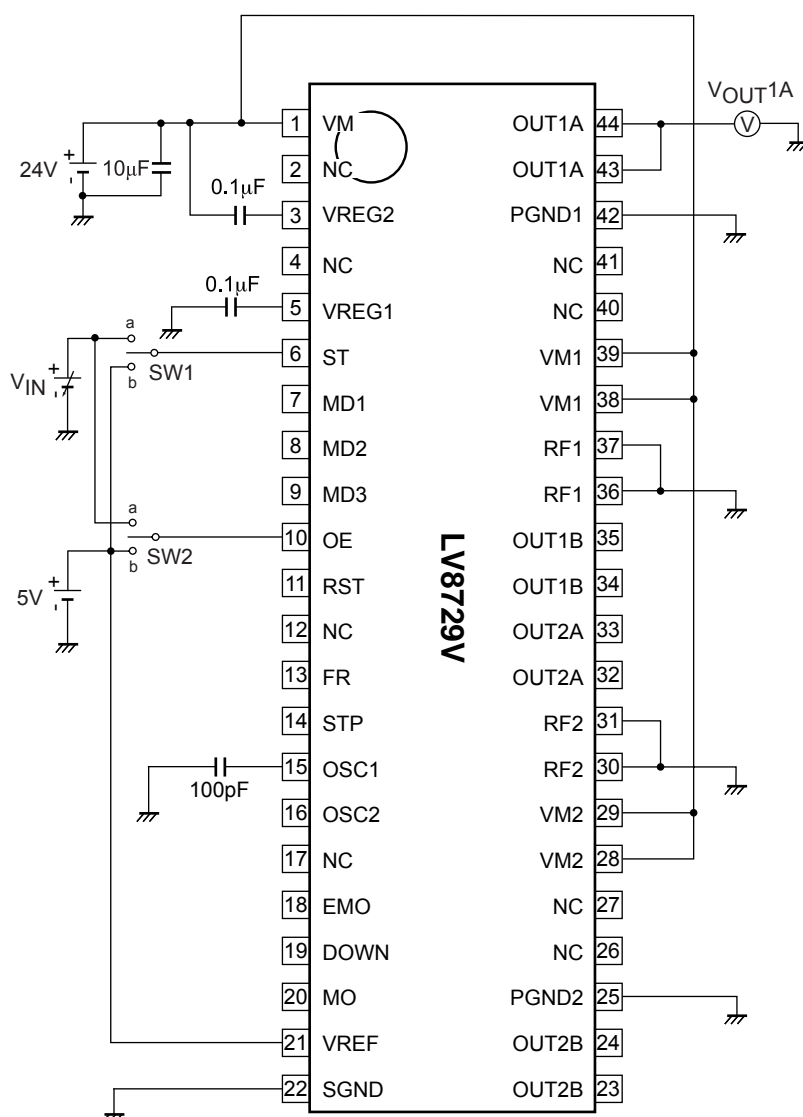 VOUT1A
V
24V
+
-
10μF
0.1μF
0.1μF
VIN
+
-
a
b
SW1
a
b
SW2
5V
+
-
100pF
LV8729V
1 VM OUT1A 44
2 NC OUT1A 43
3 VREG2 PGND1 42
4 NC NC 41
5 VREG1 NC 40
6 ST VM1 39
7 MD1 VM1 38
8 MD2 RF1 37
9 MD3 RF1 36
10 OE OUT1B 35
11 RST OUT1B 34
12 NC OUT2A 33
13 FR OUT2A 32
14 STP RF2 31
15 OSC1 RF2 30
16 OSC2 VM2 29
17 NC VM2 28
18 EMO NC 27
19 DOWN NC 26
20 MO PGND2 25
21 VREF OUT2B 24
22 SGND OUT2B 23